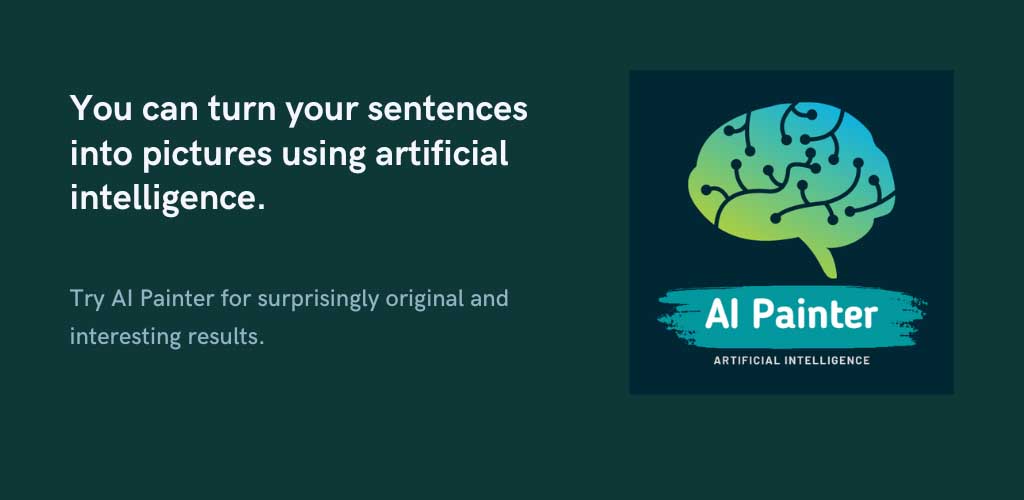 You can turn your sentences
into pictures using artificial
intelligence.
Try AI Painter for surprisingly original and
interesting results.
AI Painter
ARTIFICIAL INTELLIGENCE